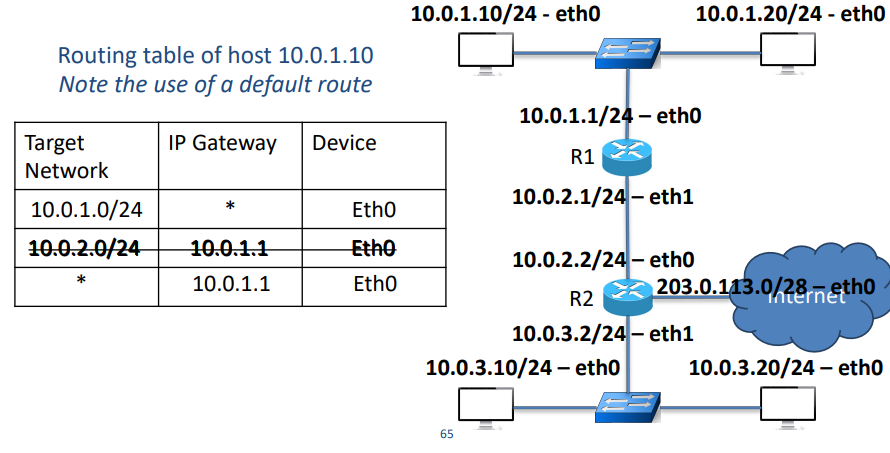 10.0.1.10/24 - eth0
10.0.1.20/24 - eth0
Routing table of host 10.0.1.10
Note the use of a default route
10.0.1.1/24 – eth0
Target Network
IP Gateway
Device
R1
10.0.1.0/24
*
Eth0
10.0.2.1/24 – eth1
10.0.2.0/24
10.0.1.1
Eth0
10.0.2.2/24 – eth0
*
10.0.1.1
Eth0
203.0.113.0/28 – eth0
Internet
R2
10.0.3.2/24 – eth1
10.0.3.10/24 – eth0
10.0.3.20/24 – eth0
65